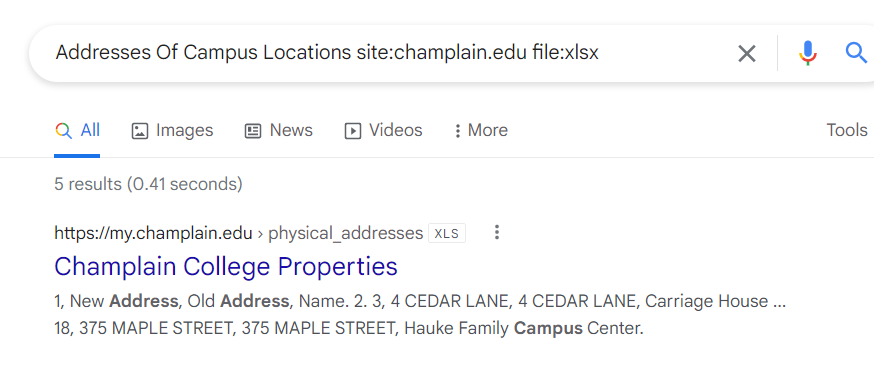 Addresses Of Campus Locations site:champlain.edu file:xlsx
All Images News Videos More Tools
5 results (0.41 seconds)
https://my.champlain.edu › physical_addresses XLS
Champlain College Properties
1, New Address, Old Address, Name. 2. 3, 4 CEDAR LANE, 4 CEDAR LANE, Carriage House ...
18, 375 MAPLE STREET, 375 MAPLE STREET, Hauke Family Campus Center.